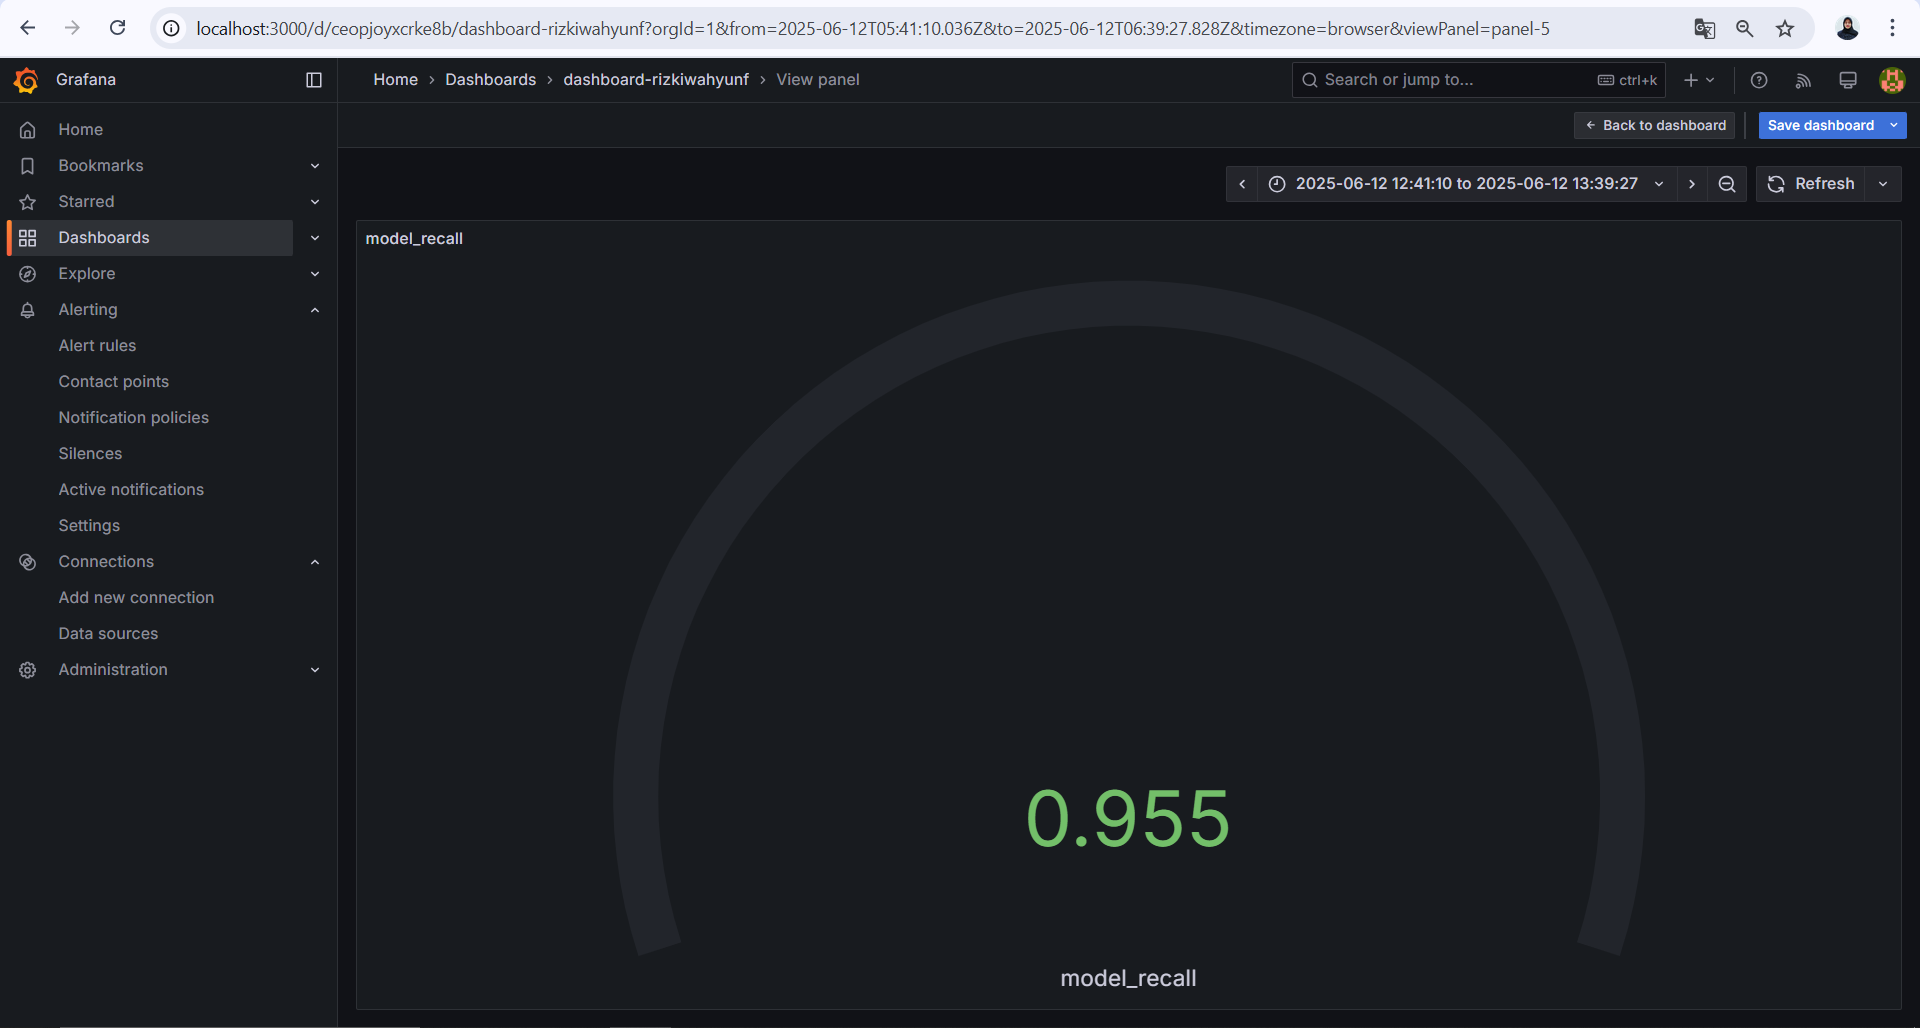 localhost:3000/d/ceopjoyxcrke8b/dashboard-rizkiwahyunf?orgId=1&from=2025-06-12T05:41:10.036Z&to=2025-06-12T06:39:27.828Z&timezone=browser&viewPanel=panel-5
Grafana
Home › Dashboards › dashboard-rizkiwahyunf › View panel
Search or jump to...
ctrl+k
Back to dashboard
Save dashboard
2025-06-12 12:41:10 to 2025-06-12 13:39:27
Refresh
Home
Bookmarks
Starred
Dashboards
Explore
Alerting
Alert rules
Contact points
Notification policies
Silences
Active notifications
Settings
Connections
Add new connection
Data sources
Administration
model_recall
0.955
model_recall